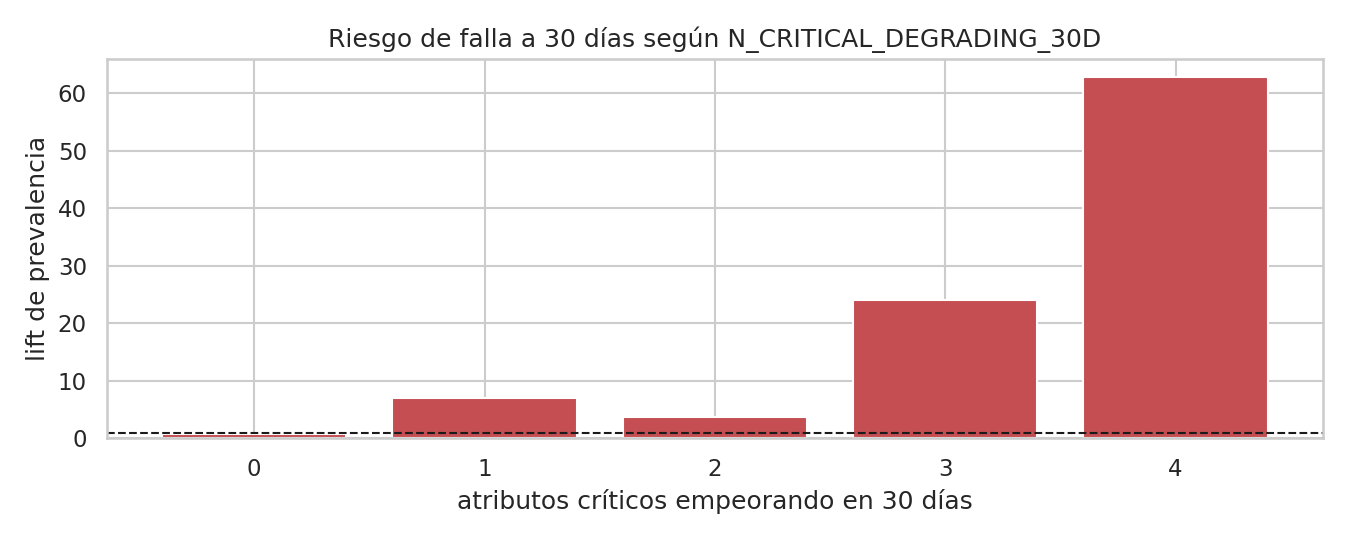 Riesgo de falla a 30 días según N_CRITICAL_DEGRADING_30D
lift de prevalencia
60
50
40
30
20
10
0
0 1 2 3 4
atributos críticos empeorando en 30 días